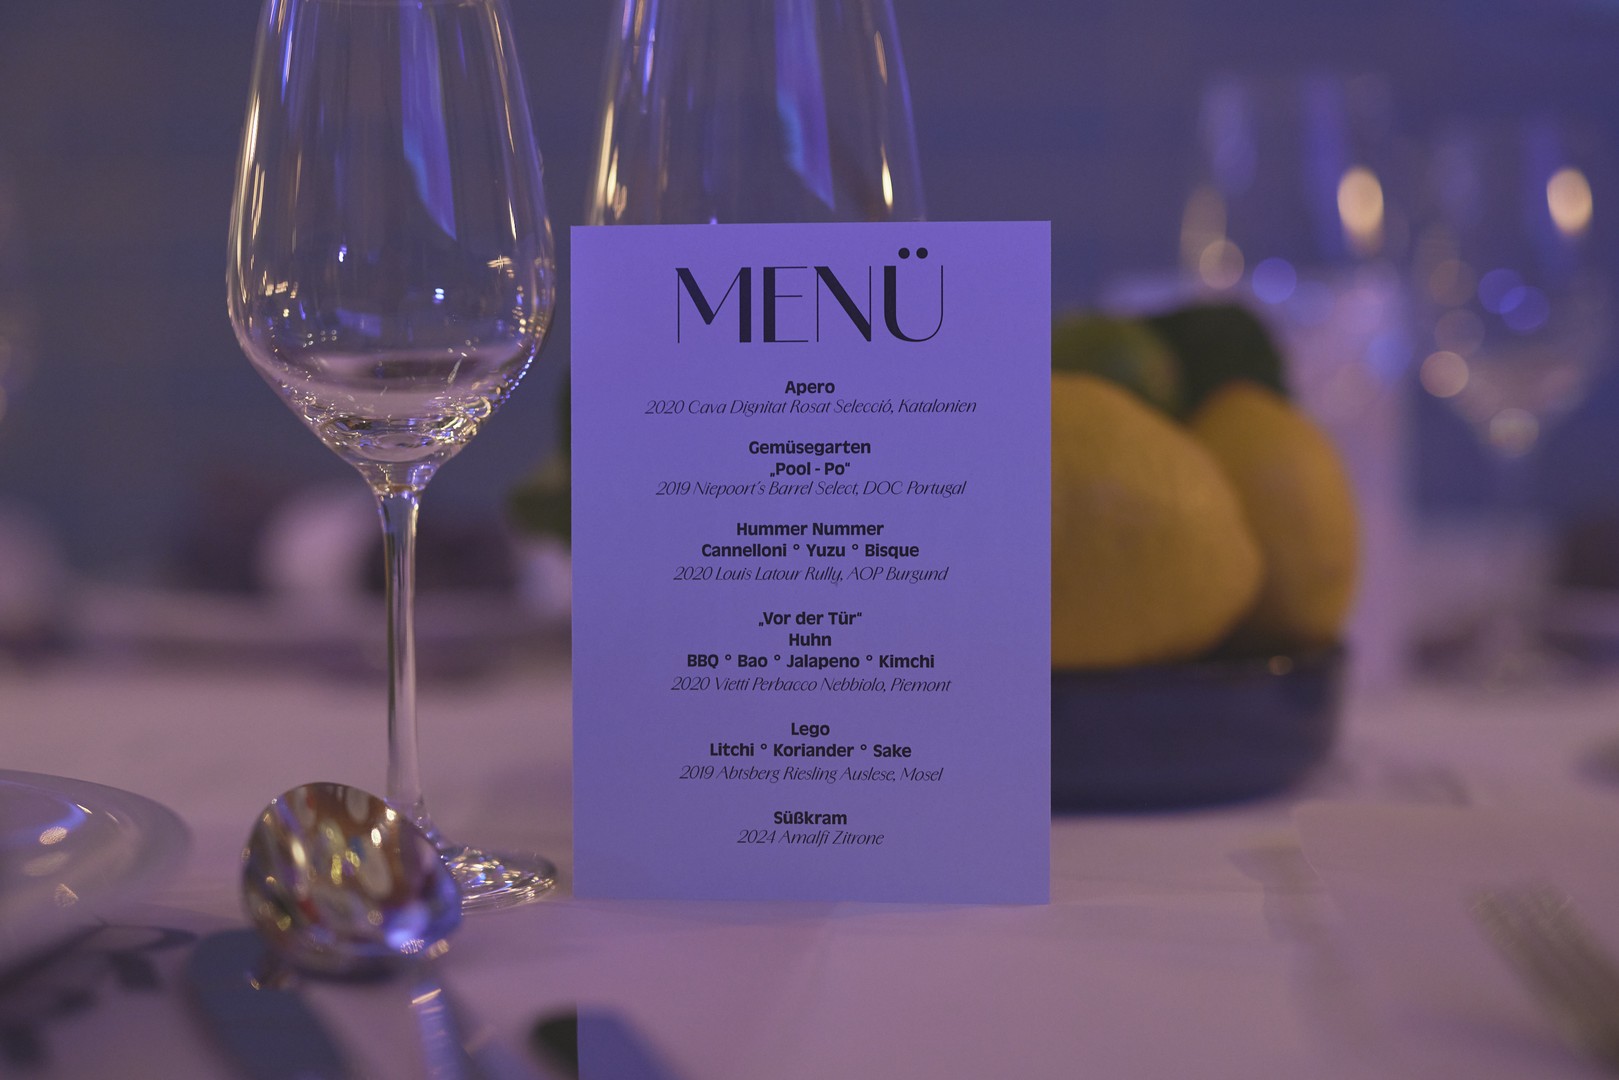 MENÜ
Apero
2020 Cava Dignitat Rosat Selecció, Katalonien
Gemüsegarten
„Pool - Po“
2019 Niepoort's Barrel Select, DOC Portugal
Hummer Nummer
Cannelloni ° Yuzu ° Bisque
2020 Louis Latour Rully, AOP Burgund
„Vor der Tür“
Huhn
BBQ ° Bao ° Jalapeno ° Kimchi
2020 Vietti Perbacco Nebbiolo, Piemont
Lego
Litchi ° Koriander ° Sake
2019 Abtsberg Riesling Auslese, Mosel
Süßkram
2024 Amalfi Zitrone